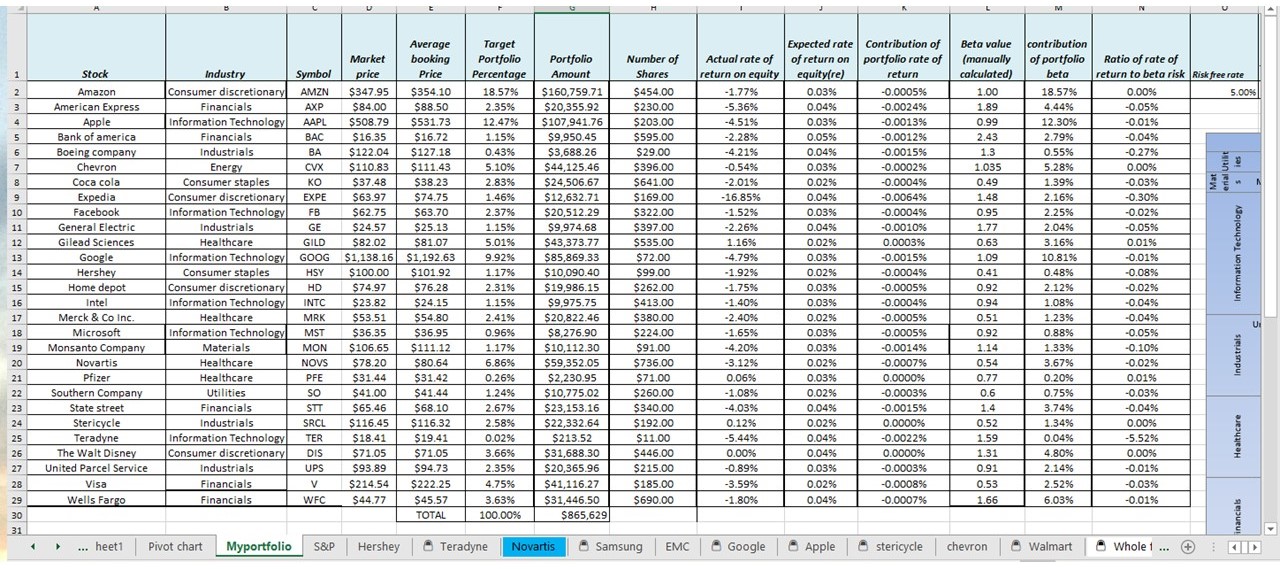 A B C D E F G H I J K L M N O
1 Stock Industry Symbol Market price Average booking Price Target Portfolio Percentage Portfolio Amount Number of Shares Actual rate of return on equity Expected rate of return on equity(re) Contribution of portfolio rate of return Beta value (manually calculated) contribution of portfolio beta Ratio of rate of return to beta risk Risk free rate
2 Amazon Consumer discretionary AMZN $347.95 $354.10 18.57% $160,759.71 $454.00 -1.77% 0.03% -0.0005% 1.00 18.57% 0.00% 5.00%
3 American Express Financials AXP $84.00 $88.50 2.35% $20,355.92 $230.00 -5.36% 0.04% -0.0024% 1.89 4.44% -0.05%
4 Apple Information Technology AAPL $508.79 $531.73 12.47% $107,941.76 $203.00 -4.51% 0.03% -0.0013% 0.99 12.30% -0.01%
5 Bank of america Financials BAC $16.35 $16.72 1.15% $9,950.45 $595.00 -2.28% 0.05% -0.0012% 2.43 2.79% -0.04%
6 Boeing company Industrials BA $122.04 $127.18 0.43% $3,688.26 $29.00 -4.21% 0.04% -0.0015% 1.3 0.55% -0.27%
7 Chevron Energy CVX $110.83 $111.43 5.10% $44,125.46 $396.00 -0.54% 0.03% -0.0002% 1.035 5.28% 0.00%
8 Coca cola Consumer staples KO $37.48 $38.23 2.83% $24,506.67 $641.00 -2.01% 0.02% -0.0004% 0.49 1.39% -0.03%
9 Expedia Consumer discretionary EXPE $63.97 $74.75 1.46% $12,632.71 $169.00 -16.85% 0.04% -0.0064% 1.48 2.16% -0.30%
10 Facebook Information Technology FB $62.75 $63.70 2.37% $20,512.29 $322.00 -1.52% 0.03% -0.0004% 0.95 2.25% -0.02%
11 General Electric Industrials GE $24.57 $25.13 1.15% $9,974.68 $397.00 -2.26% 0.04% -0.0010% 1.77 2.04% -0.05%
12 Gilead Sciences Healthcare GILD $82.02 $81.07 5.01% $43,373.77 $535.00 1.16% 0.02% 0.0003% 0.63 3.16% 0.01%
13 Google Information Technology GOOG $1,138.16 $1,192.63 9.92% $85,869.33 $72.00 -4.79% 0.03% -0.0015% 1.09 10.81% -0.01%
14 Hershey Consumer staples HSY $100.00 $101.92 1.17% $10,090.40 $99.00 -1.92% 0.02% -0.0004% 0.41 0.48% -0.08%
15 Home depot Consumer discretionary HD $74.97 $76.28 2.31% $19,986.15 $262.00 -1.75% 0.03% -0.0005% 0.92 2.12% -0.02%
16 Intel Information Technology INTC $23.82 $24.15 1.15% $9,975.75 $413.00 -1.40% 0.03% -0.0004% 0.94 1.08% -0.04%
17 Merck & Co Inc. Healthcare MRK $53.51 $54.80 2.41% $20,822.46 $380.00 -2.40% 0.02% -0.0005% 0.51 1.23% -0.04%
18 Microsoft Information Technology MST $36.35 $36.95 0.96% $8,276.90 $224.00 -1.65% 0.03% -0.0005% 0.92 0.88% -0.05%
19 Monsanto Company Materials MON $106.65 $111.12 1.17% $10,112.30 $91.00 -4.20% 0.03% -0.0014% 1.14 1.33% -0.10%
20 Novartis Healthcare NOVS $78.20 $80.64 6.86% $59,352.05 $736.00 -3.12% 0.02% -0.0007% 0.54 3.67% -0.02%
21 Pfizer Healthcare PFE $31.44 $31.42 0.26% $2,230.95 $71.00 0.06% 0.03% 0.0000% 0.77 0.20% 0.01%
22 Southern Company Utilities SO $41.00 $41.44 1.24% $10,775.02 $260.00 -1.08% 0.02% -0.0003% 0.6 0.75% -0.03%
23 State street Financials STT $65.46 $68.10 2.67% $23,153.16 $340.00 -4.03% 0.04% -0.0015% 1.4 3.74% -0.04%
24 Stericycle Industrials SRCL $116.45 $116.32 2.58% $22,332.64 $192.00 0.12% 0.02% 0.0000% 0.52 1.34% 0.00%
25 Teradyne Information Technology TER $18.41 $19.41 0.02% $213.52 $11.00 -5.44% 0.04% -0.0022% 1.59 0.04% -5.52%
26 The Walt Disney Consumer discretionary DIS $71.05 $71.05 3.66% $31,688.30 $446.00 0.00% 0.04% 0.0000% 1.31 4.80% 0.00%
27 United Parcel Service Industrials UPS $93.89 $94.73 2.35% $20,365.96 $215.00 -0.89% 0.03% -0.0003% 0.91 2.14% -0.01%
28 Visa Financials V $214.54 $222.25 4.75% $41,116.27 $185.00 -3.59% 0.02% -0.0008% 0.53 2.52% -0.03%
29 Wells Fargo Financials WFC $44.77 $45.57 3.63% $31,446.50 $690.00 -1.80% 0.04% -0.0007% 1.66 6.03% -0.01%
30 TOTAL 100.00% $865,629
31
Utilit ies
Mat erial s
Information Technology
Industrials
Healthcare
inancials
... heet1 Pivot chart Myportfolio S&P Hershey Teradyne Novartis Samsung EMC Google Apple stericycle chevron Walmart Whole f ...